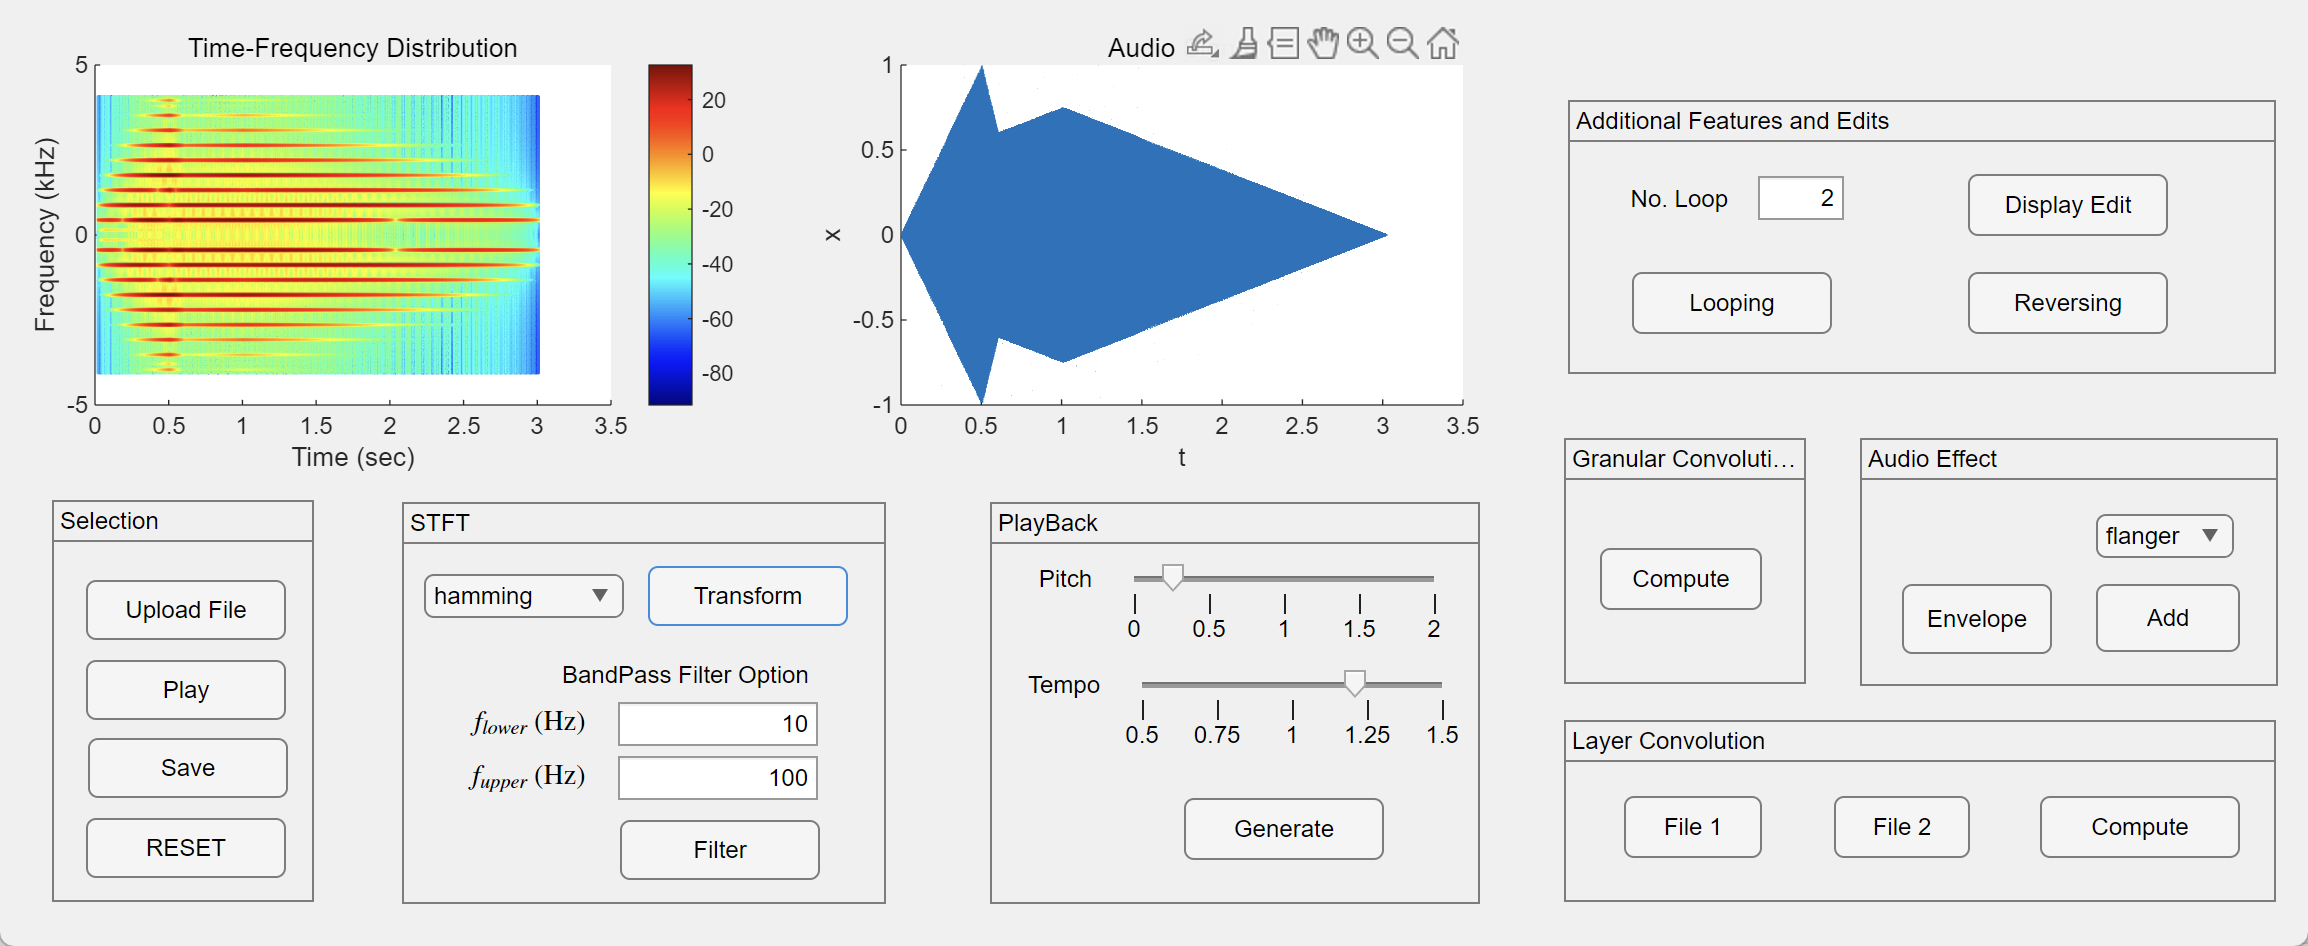 Time-Frequency Distribution
5
0
-5
Frequency (kHz)
0 0.5 1 1.5 2 2.5 3 3.5
Time (sec)
20
0
-20
-40
-60
-80
Audio
1
0.5
0
-0.5
-1
x
0 0.5 1 1.5 2 2.5 3 3.5
t
Additional Features and Edits
No. Loop 2
Display Edit
Looping
Reversing
Selection
Upload File
Play
Save
RESET
STFT
hamming
Transform
BandPass Filter Option
f_lower (Hz) 10
f_upper (Hz) 100
Filter
PlayBack
Pitch
0 0.5 1 1.5 2
Tempo
0.5 0.75 1 1.25 1.5
Generate
Granular Convoluti...
Compute
Audio Effect
flanger
Envelope
Add
Layer Convolution
File 1
File 2
Compute